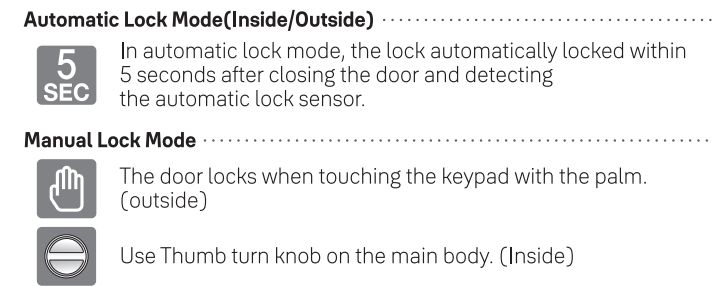 Automatic Lock Mode(Inside/Outside)
5
SEC
In automatic lock mode, the lock automatically locked within
5 seconds after closing the door and detecting
the automatic lock sensor.
Manual Lock Mode
The door locks when touching the keypad with the palm.
(outside)
Use Thumb turn knob on the main body. (Inside)